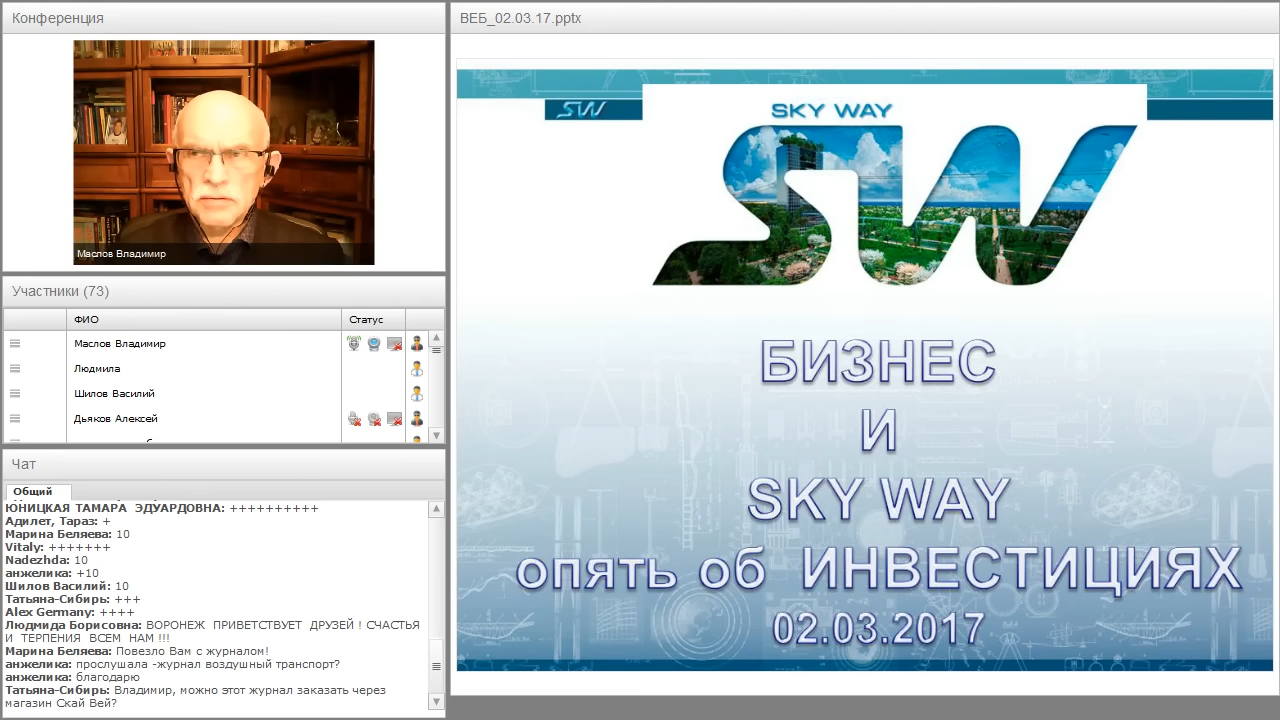 Конференция
Маслов Владимир
Участники (73)
ФИО Статус
Маслов Владимир
Людмила
Шилов Василий
Дьяков Алексей
Чат
Общий
ЮНИЦКАЯ ТАМАРА ЭДУАРДОВНА: ++++++++++
Адилет, Тараз: +
Марина Беляева: 10
Vitaly: +++++++
Nadezhda: 10
анжелика: +10
Шилов Василий: 10
Татьяна-Сибирь: +++
Alex Germany: ++++
Людмида Борисовна: ВОРОНЕЖ ПРИВЕТСТВУЕТ ДРУЗЕЙ ! СЧАСТЬЯ
И ТЕРПЕНИЯ ВСЕМ НАМ !!!
Марина Беляева: Повезло Вам с журналом!
анжелика: прослушала -журнал воздушный транспорт?
анжелика: благодарю
Татьяна-Сибирь: Владимир, можно этот журнал заказать через
магазин Скай Вей?
ВЕБ_02.03.17.pptx
SW
SKY WAY
SW
БИЗНЕС
И
SKY WAY
опять об ИНВЕСТИЦИЯХ
02.03.2017